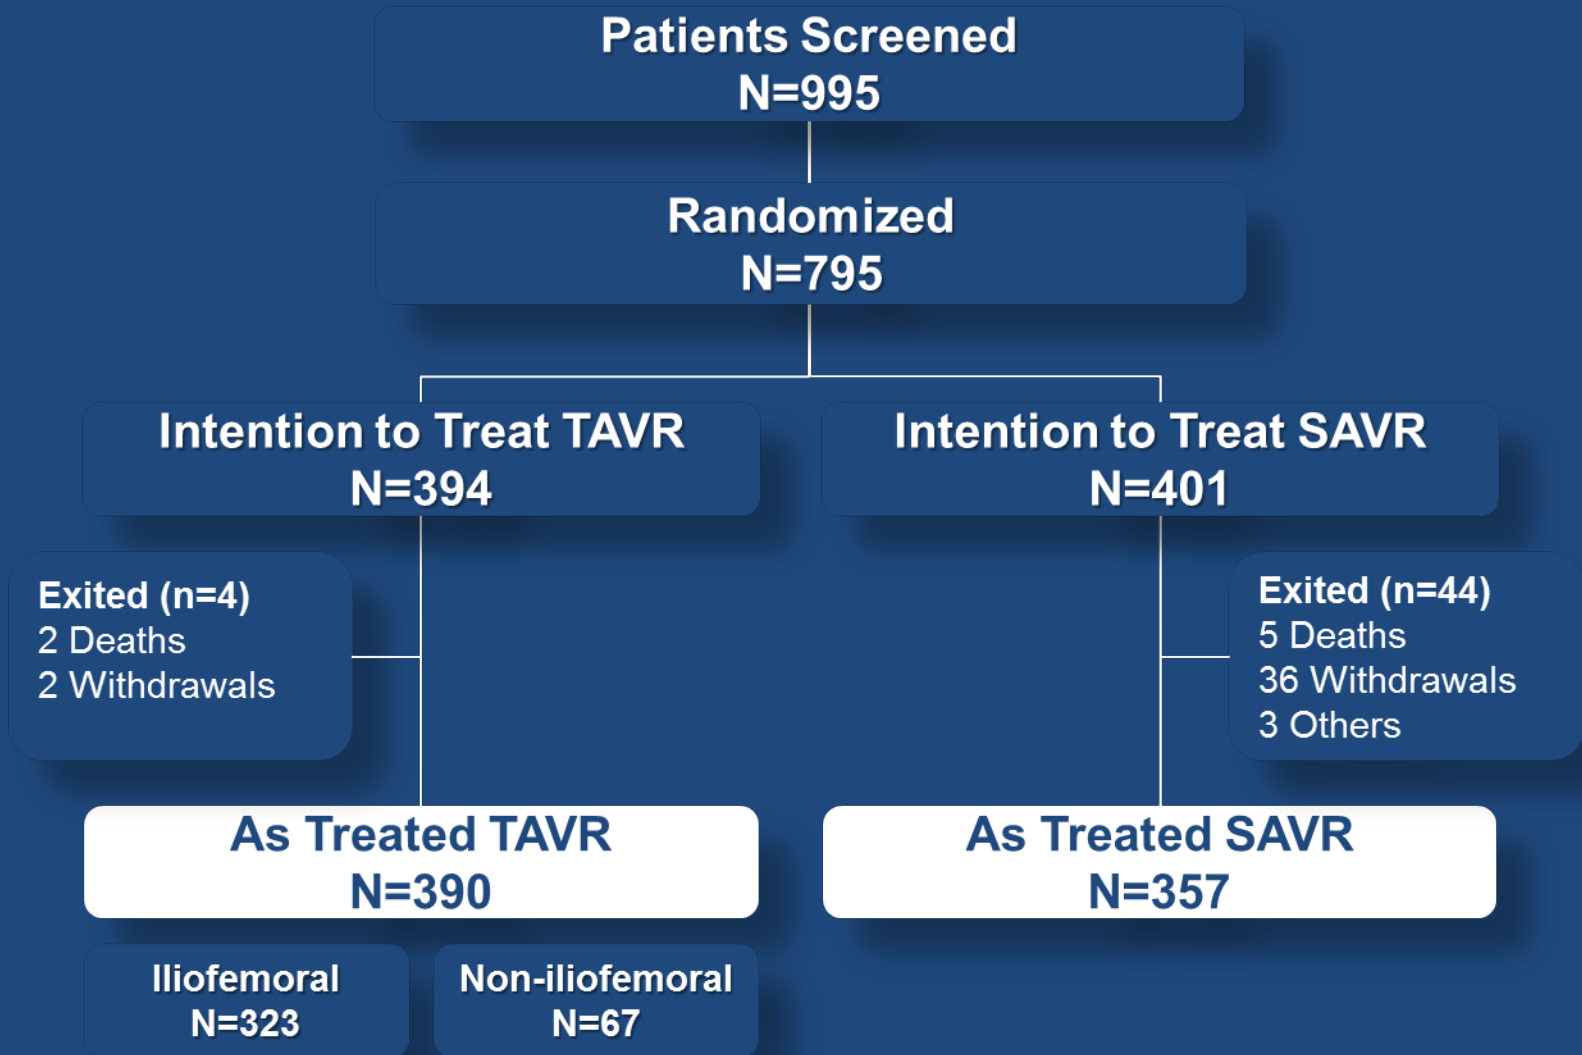 Patients Screened
N=995
Randomized
N=795
Intention to Treat TAVR
N=394
Intention to Treat SAVR
N=401
Exited (n=4)
2 Deaths
2 Withdrawals
Exited (n=44)
5 Deaths
36 Withdrawals
3 Others
As Treated TAVR
N=390
As Treated SAVR
N=357
Iliofemoral
N=323
Non-iliofemoral
N=67